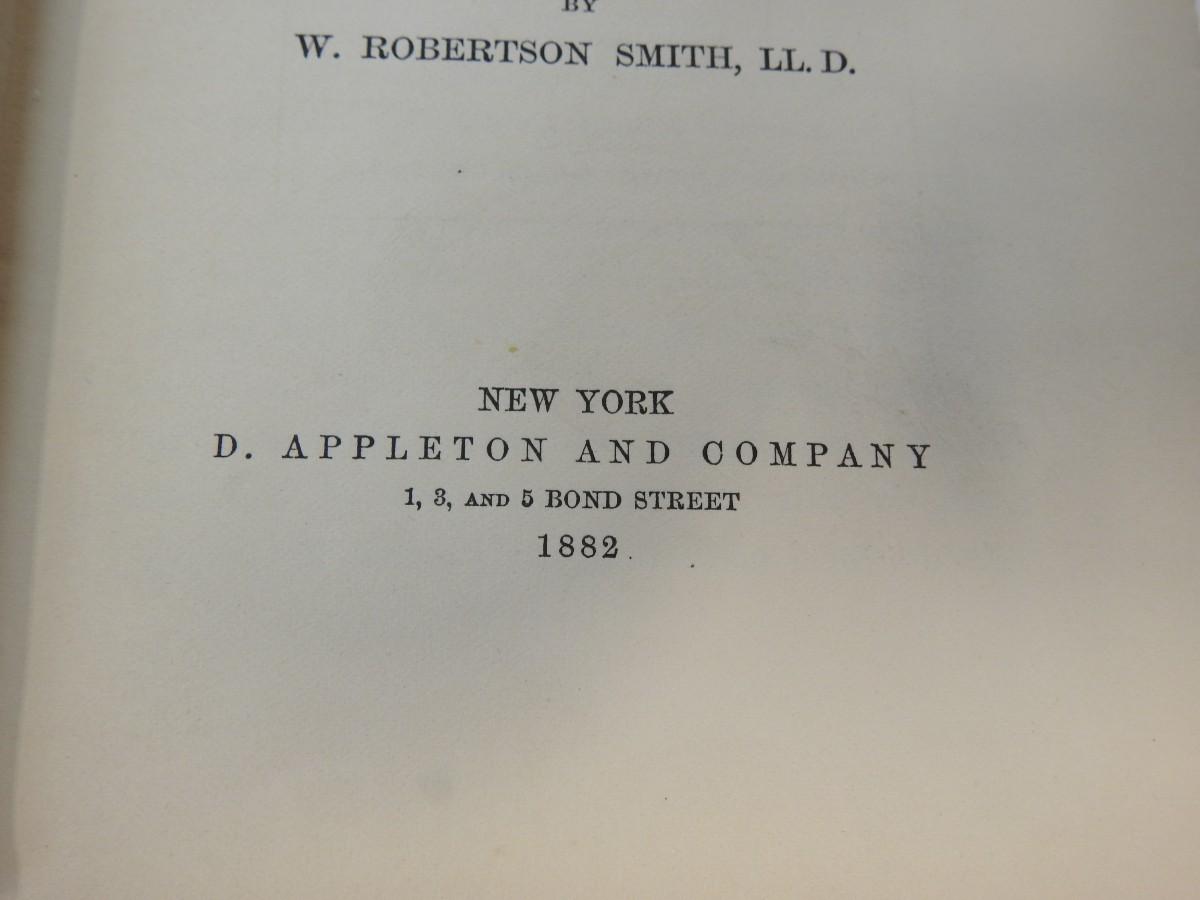 BY
W. ROBERTSON SMITH, LL. D.
NEW YORK
D. APPLETON AND COMPANY
1, 3, AND 5 BOND STREET
1882.